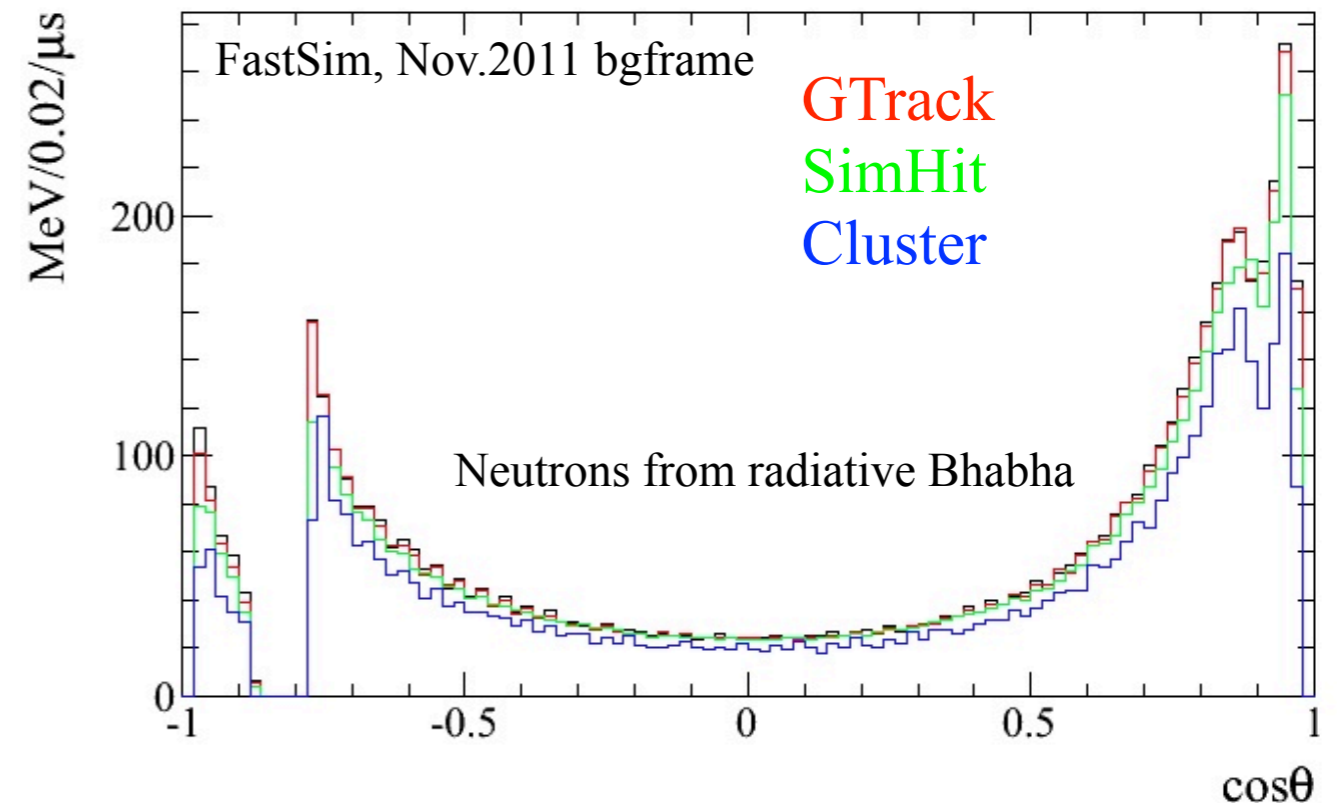 MeV/0.02/μs
FastSim, Nov.2011 bgframe
GTrack
SimHit
Cluster
200
100
Neutrons from radiative Bhabha
0
-1
-0.5
0
0.5
1
cosθ